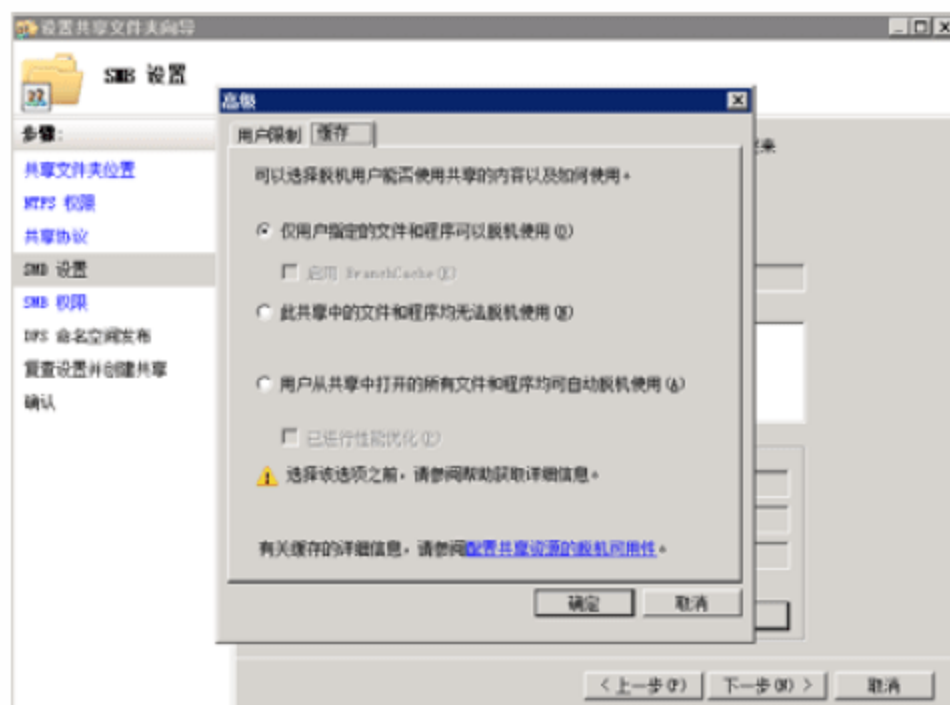 设置共享文件夹向导
SMB 设置
步骤:
共享文件夹位置
NTFS 权限
共享协议
SMB 设置
SMB 权限
DFS 命名空间发布
复查设置并创建共享
确认
高级
用户限制 缓存
可以选择脱机用户能否使用共享的内容以及如何使用。
仅用户指定的文件和程序可以脱机使用(O)
启用 BranchCache(E)
此共享中的文件和程序均无法脱机使用(N)
用户从共享中打开的所有文件和程序均可自动脱机使用(A)
已进行性能优化(P)
选择该选项之前，请参阅帮助获取详细信息。
有关缓存的详细信息，请参阅配置共享资源的脱机可用性。
确定 取消
<上一步(P) 下一步(N) > 取消